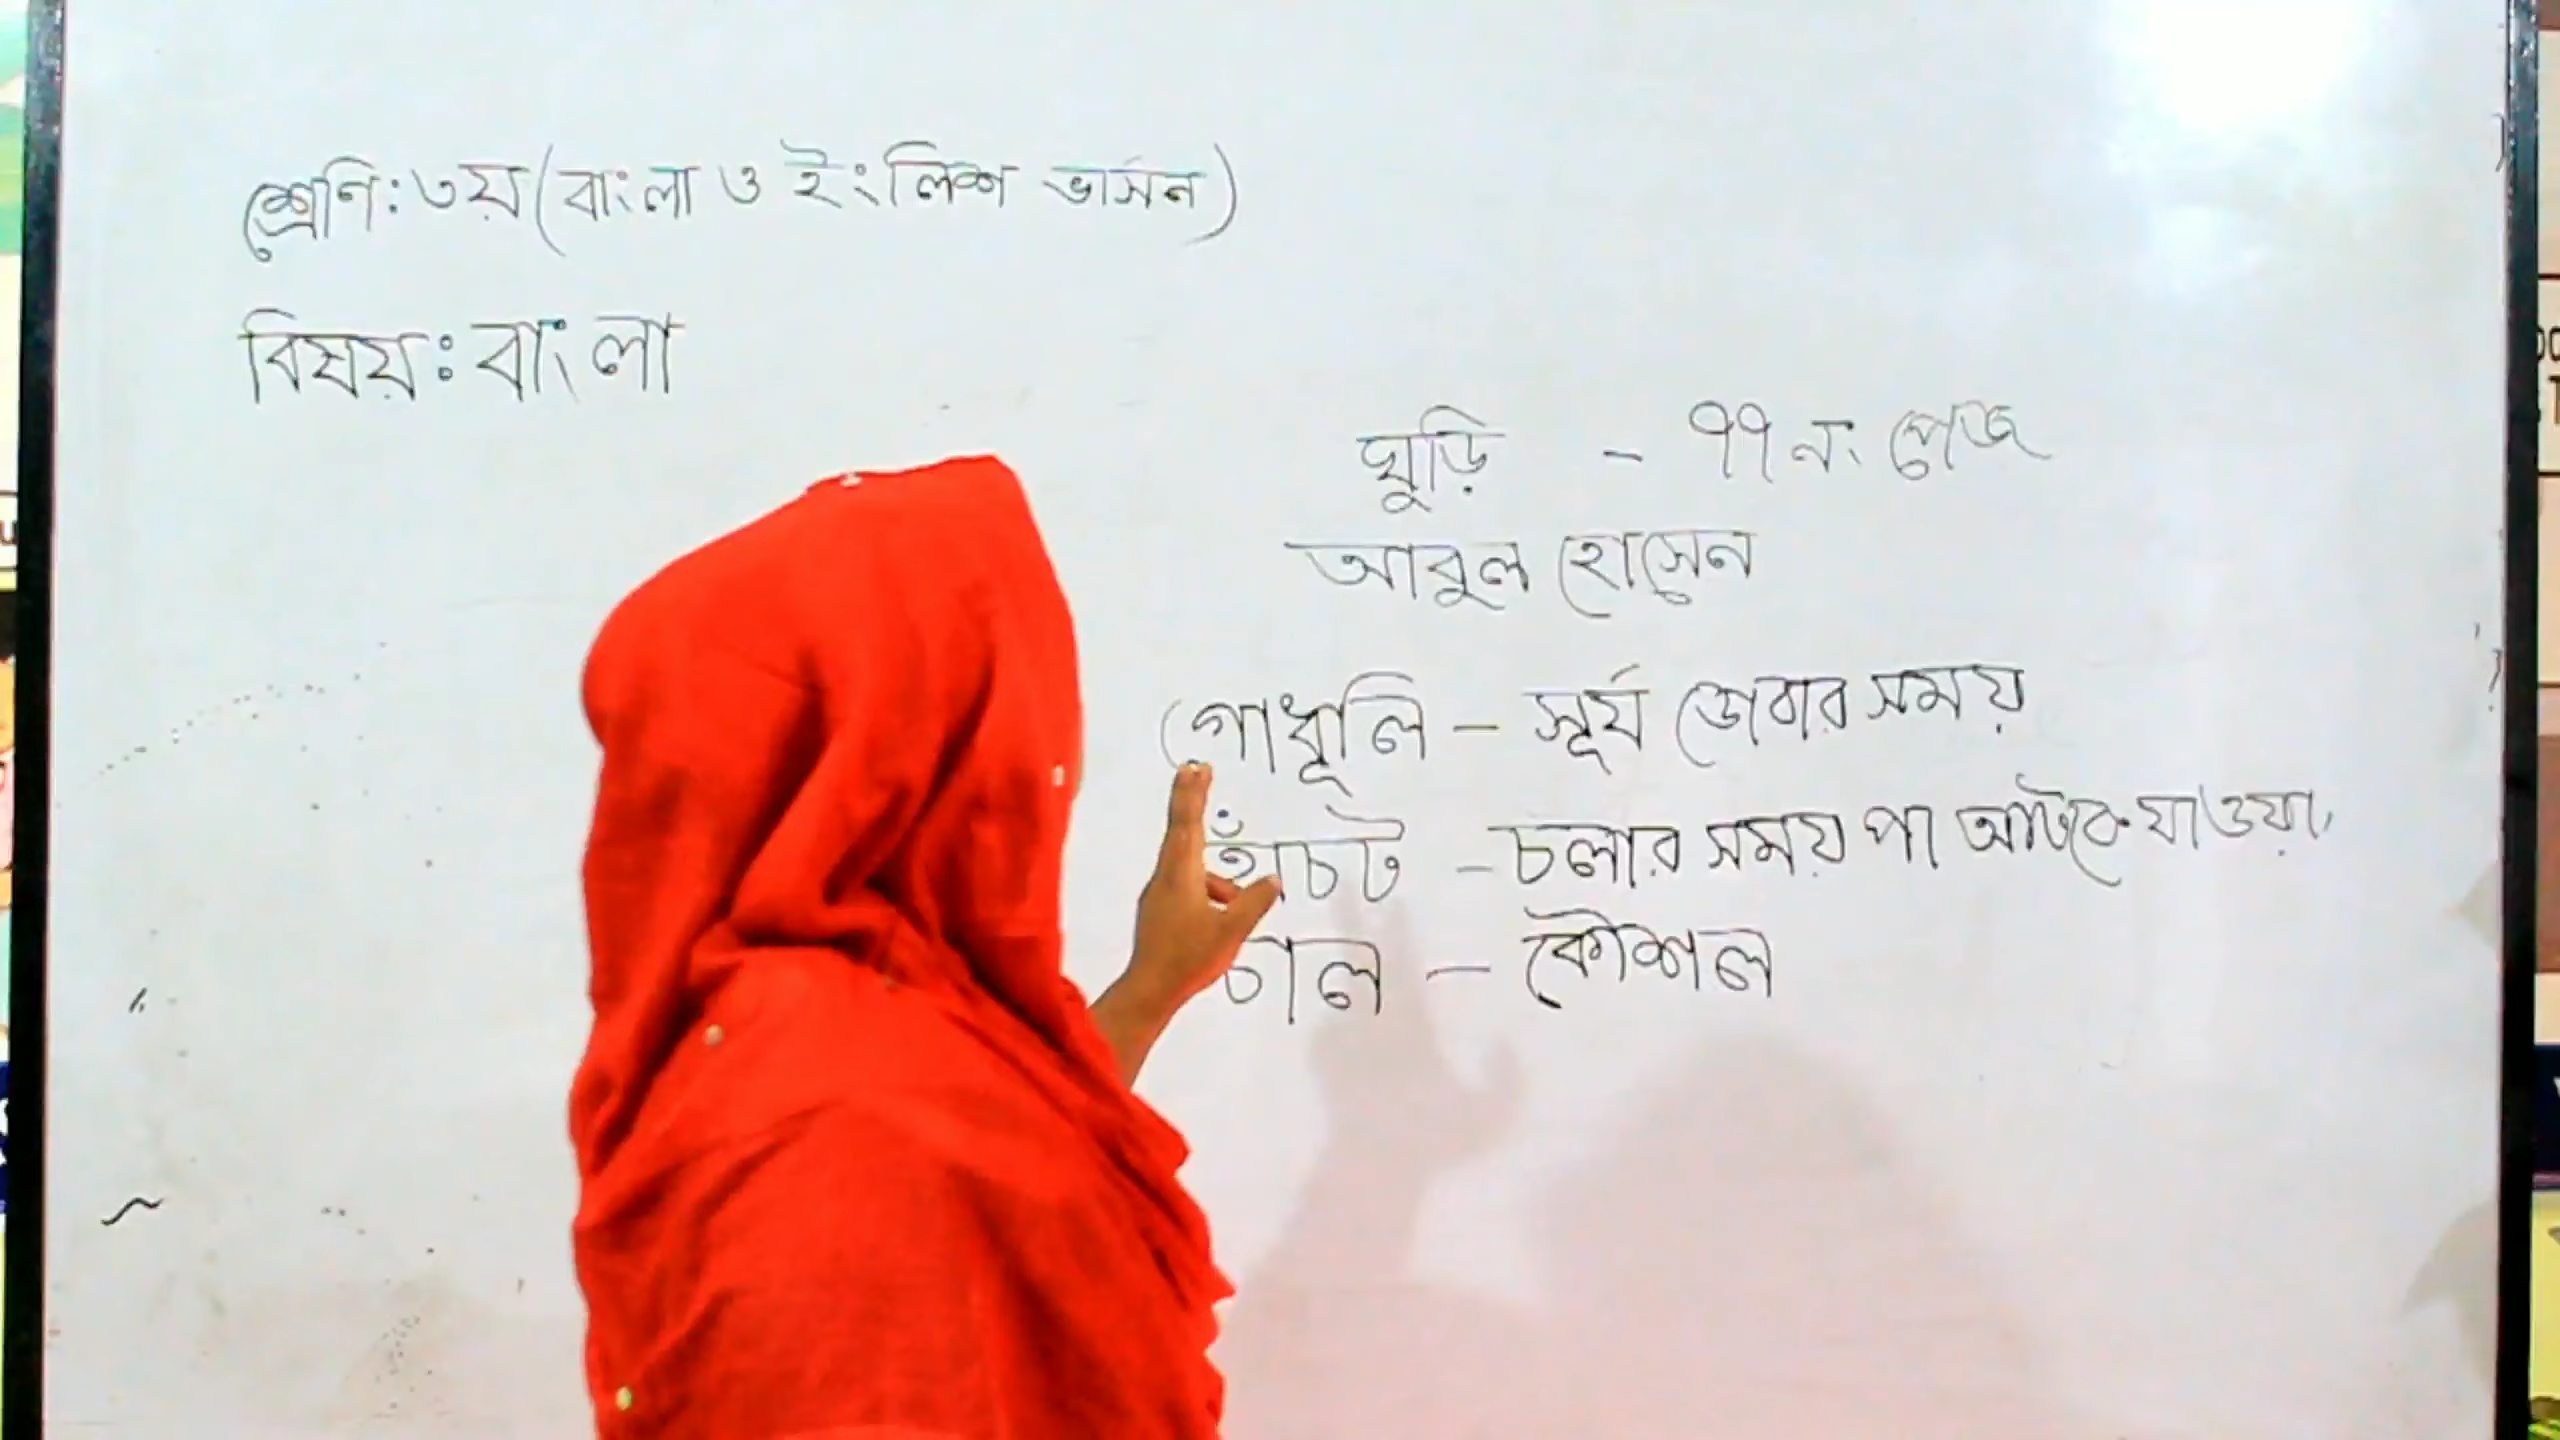 শ্রেণি: ৩য় (বাংলা ও ইংলিশ ভার্সন)
বিষয়: বাংলা
ঘুড়ি - ৭৭ নং পেজ
আবুল হোসেন
গোধূলি - সূর্য ডোবার সময়
হোঁচট - চলার সময় পা আটকে যাওয়া।
চাল - কৌশল